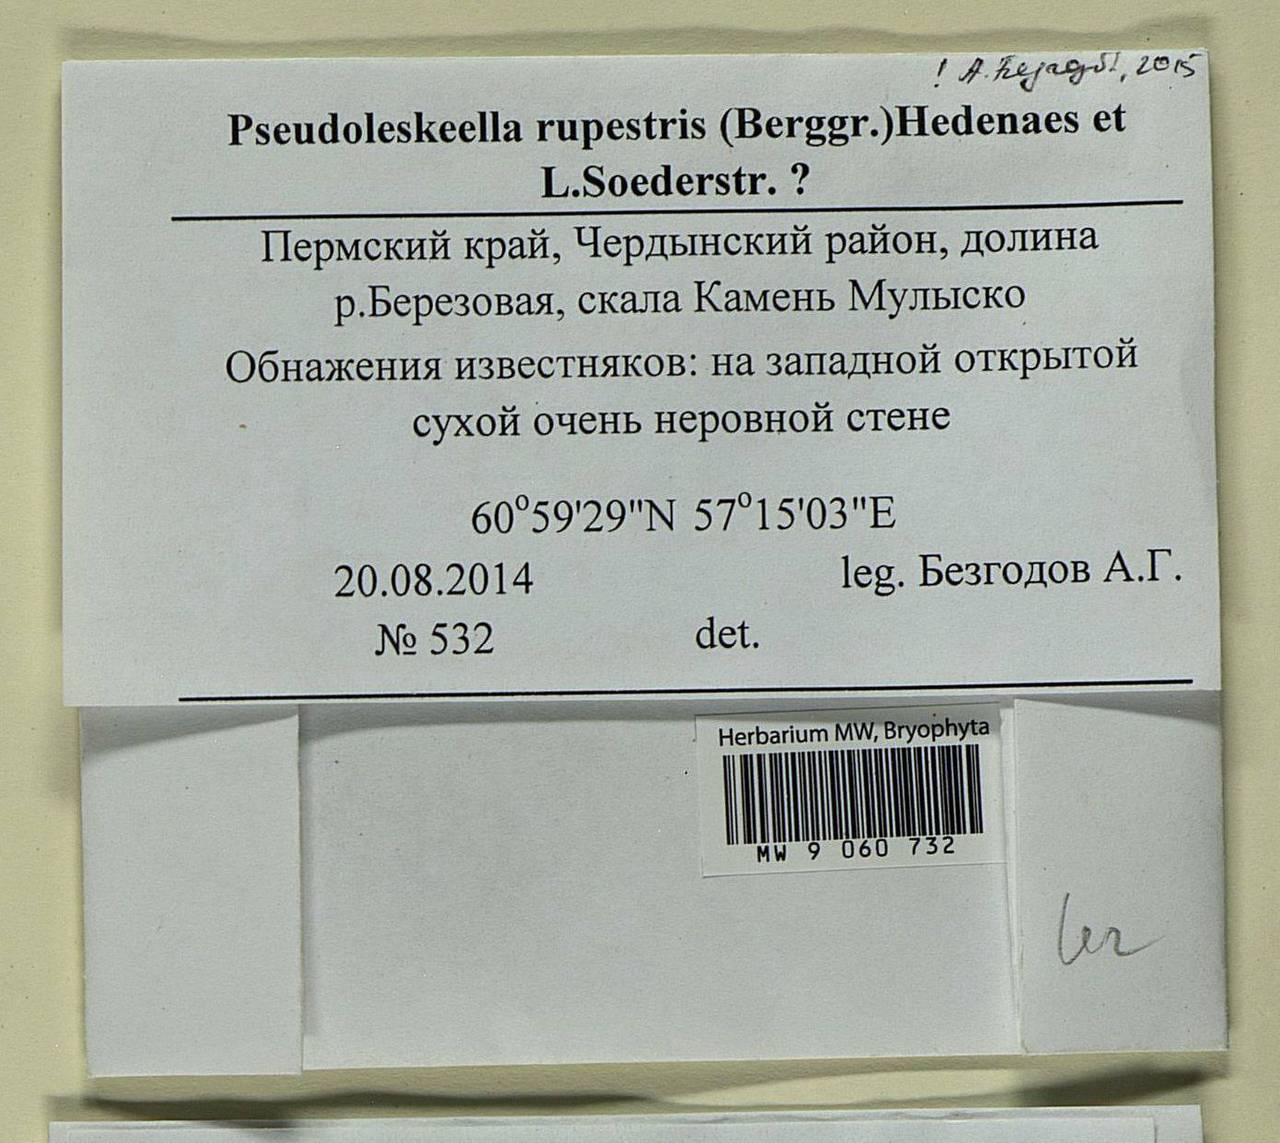 ! А. , 2015
Pseudoleskeella rupestris (Berggr.)Hedenaes et
L.Soederstr. ?
Пермский край, Чердынский район, долина
р.Березовая, скала Камень Мулыско
Обнажения известняков: на западной открытой
сухой очень неровной стене
60°59'29"N 57°15'03"E
20.08.2014 leg. Безгодов А.Г.
№ 532 det.
Herbarium MW, Bryophyta
MW 9 060 732